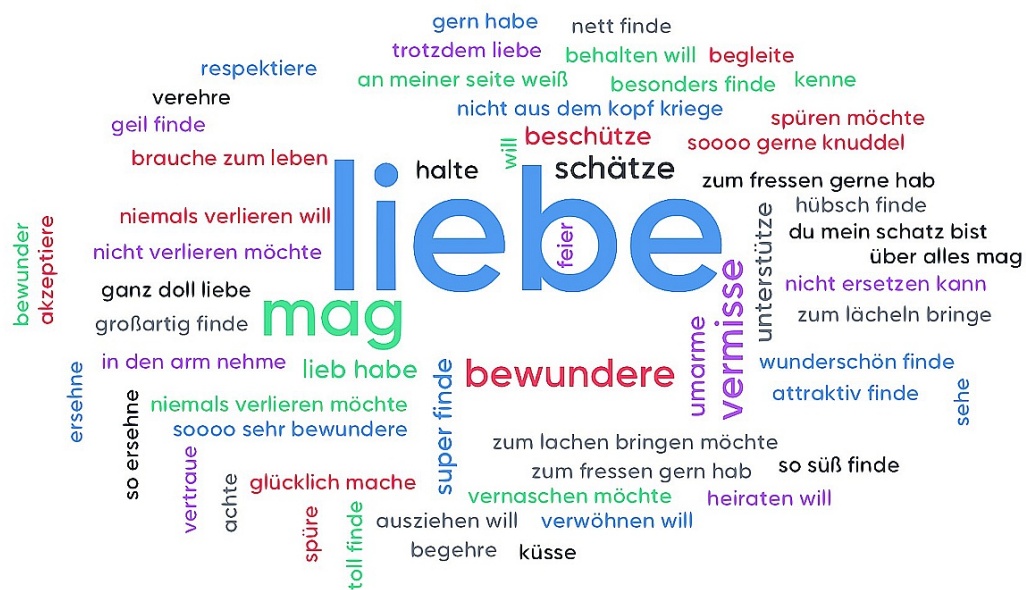 gern habe
nett finde
trotzdem liebe
behalten will
begleite
respektiere
an meiner seite weiß
besonders finde
kenne
verehre
nicht aus dem kopf kriege
geil finde
spüren möchte
beschütze
soooo gerne knuddel
brauche zum leben
halte
will
schätze
zum fressen gerne hab
liebe
hübsch finde
niemals verlieren will
du mein schatz bist
feier
unterstütze
nicht verlieren möchte
über alles mag
bewunder
akzeptiere
nicht ersetzen kann
ganz doll liebe
mag
zum lächeln bringe
großartig finde
vermisse
umarme
in den arm nehme
lieb habe
bewundere
wunderschön finde
attraktiv finde
sehe
ersehne
so ersehne
niemals verlieren möchte
super finde
soooo sehr bewundere
zum lachen bringen möchte
zum fressen gern hab
so süß finde
vertraue
achte
glücklich mache
vernaschen möchte
heiraten will
spüre
toll finde
ausziehen will
verwöhnen will
begehre
küsse